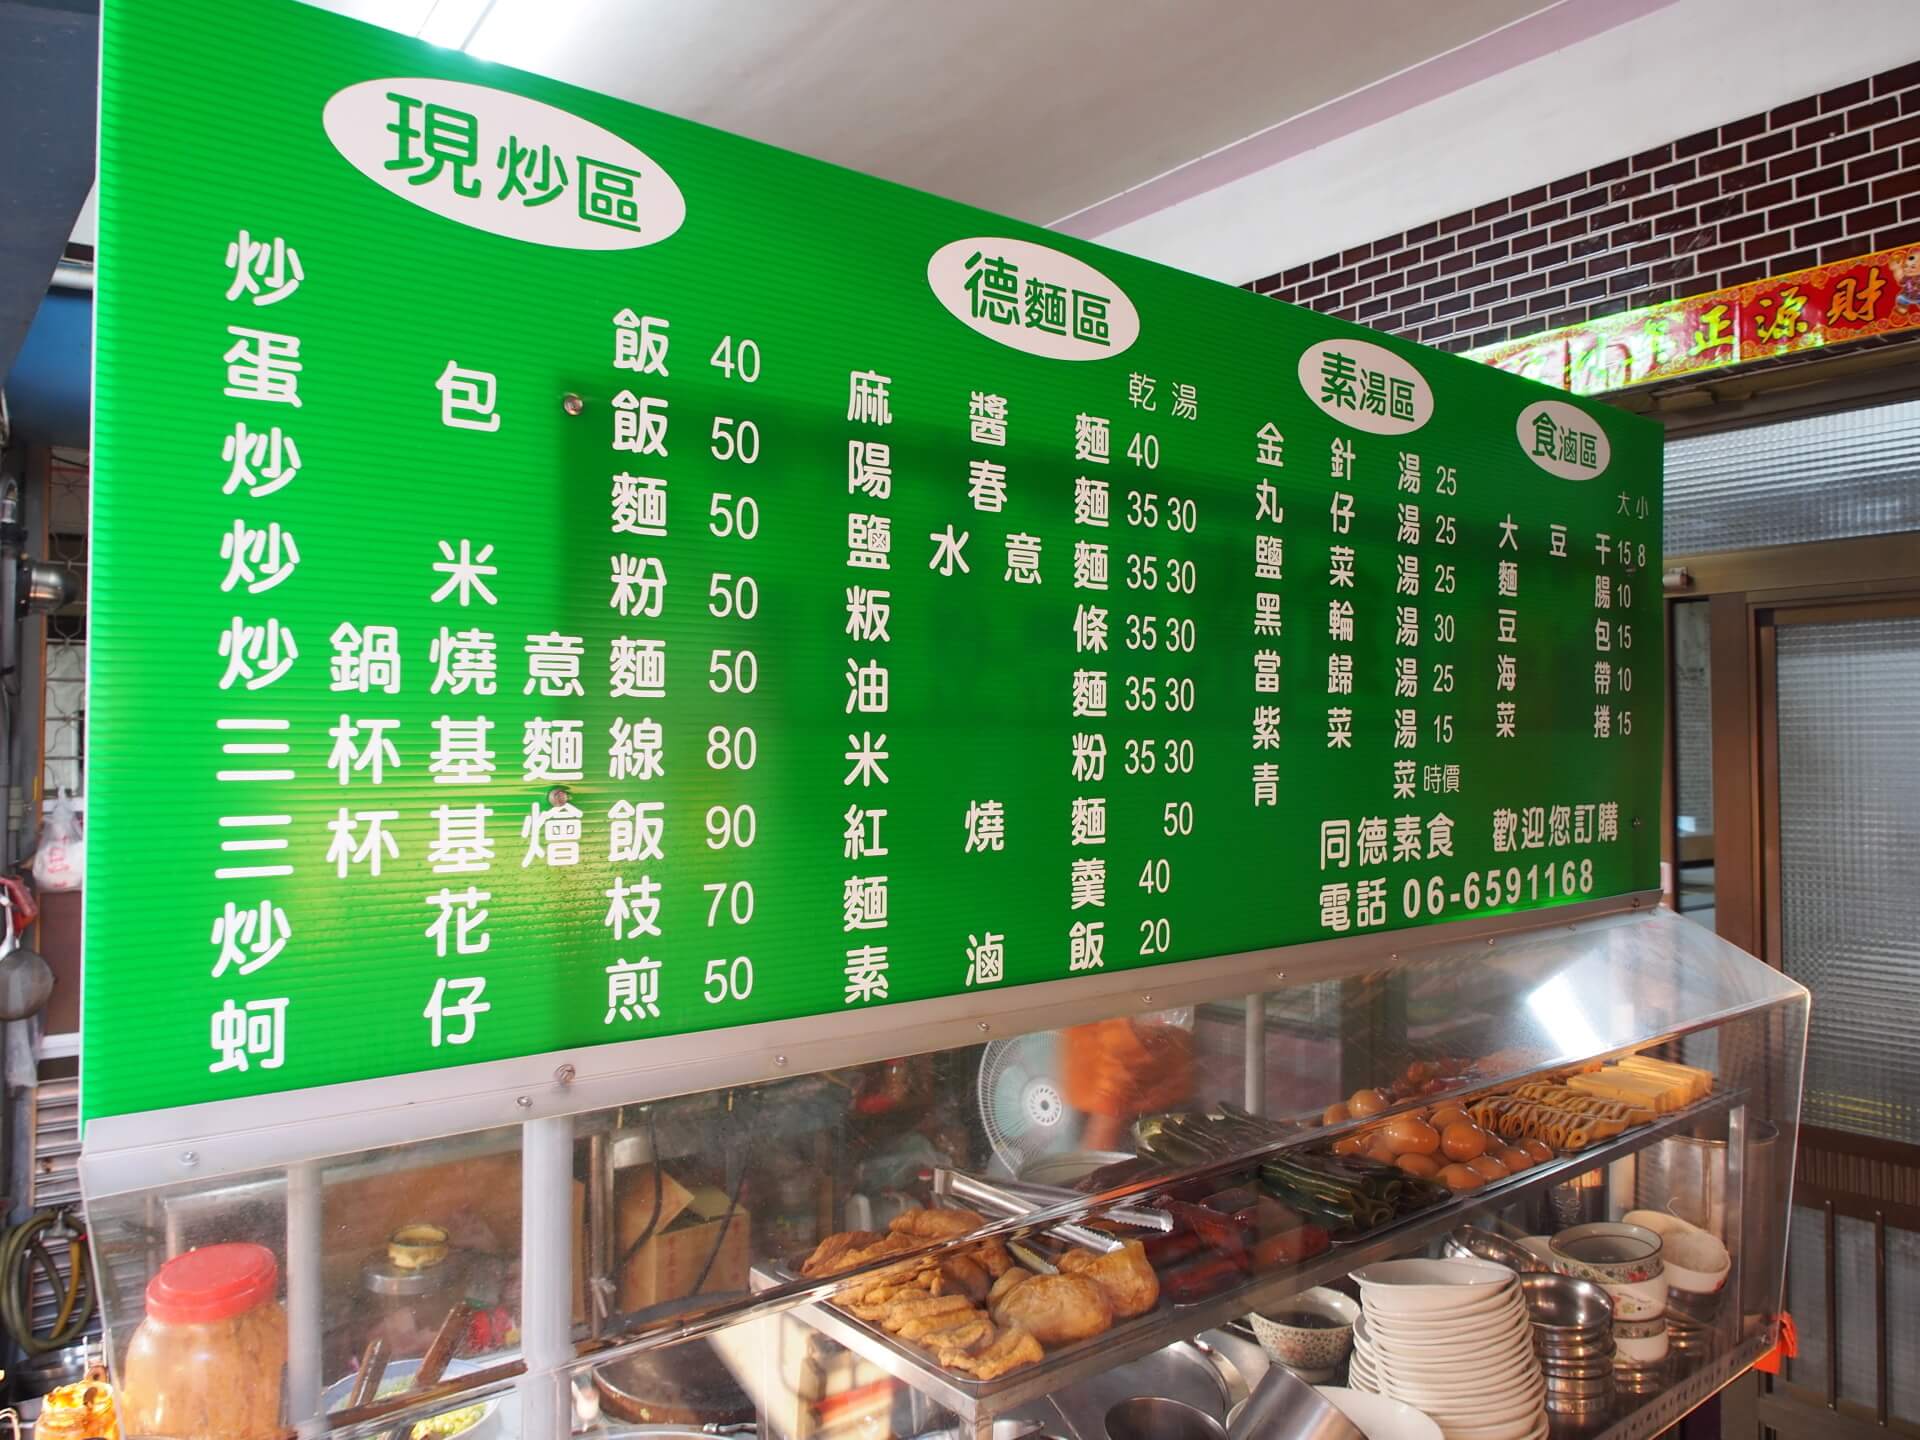 現炒區
炒飯 40
蛋包飯 50
炒麵 50
炒米粉 50
炒鍋燒意麵 50
三杯基麵線 80
三杯基燴飯 90
炒花枝 70
蚵仔煎 50
德麵區
乾 湯
麻醬麵 40
陽春麵 35 30
鹽水意麵 35 30
粄條 35 30
油麵 35 30
米粉 35 30
紅燒麵 50
麵羹 40
素滷飯 20
素湯區
金針湯 25
丸仔湯 25
鹽菜湯 25
黑輪湯 30
當歸湯 25
紫菜湯 15
青菜 時價
食滷區
大 小
大豆干 15 8
麵腸 10
豆包 15
海帶 10
菜捲 15
同德素食 歡迎您訂購
電話 06-6591168
財源正